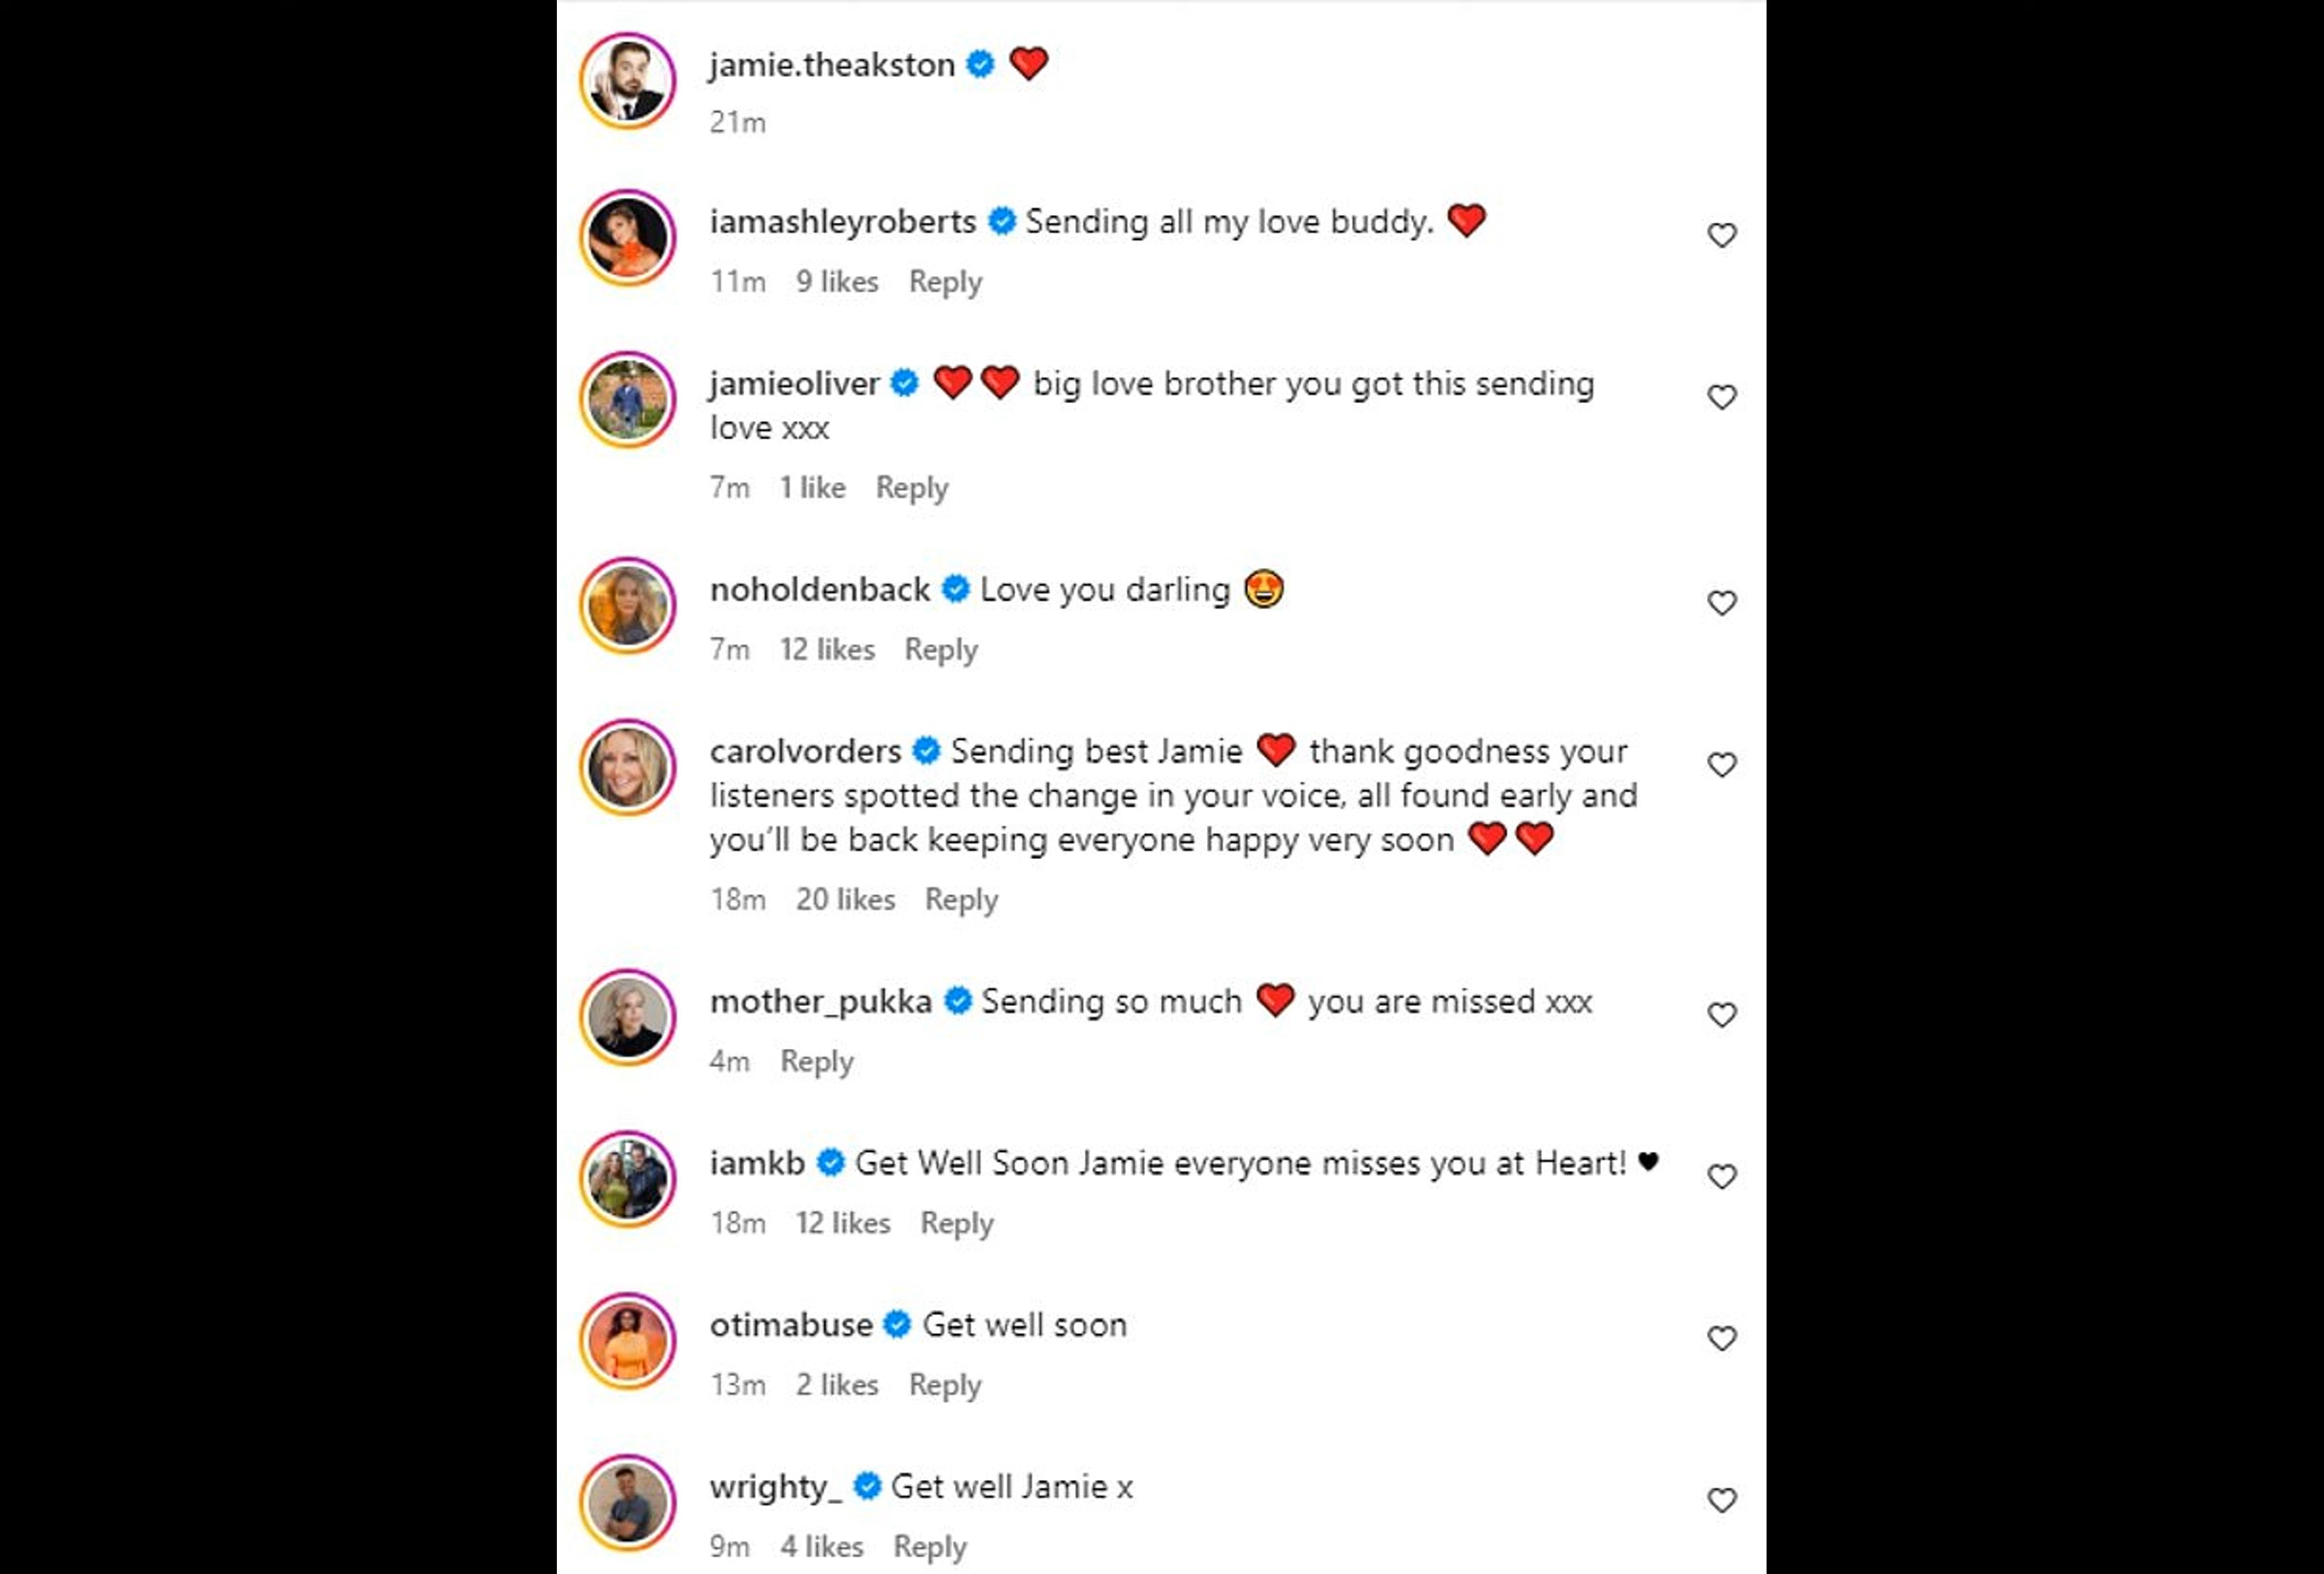 jamie.theakston ❤️
21m
iamashleyroberts Sending all my love buddy. ❤️
11m 9 likes Reply
jamieoliver ❤️❤️ big love brother you got this sending
love xxx
7m 1 like Reply
noholdenback Love you darling 😍
7m 12 likes Reply
carolvorders Sending best Jamie ❤️ thank goodness your
listeners spotted the change in your voice, all found early and
you’ll be back keeping everyone happy very soon ❤️❤️
18m 20 likes Reply
mother_pukka Sending so much ❤️ you are missed xxx
4m Reply
iamkb Get Well Soon Jamie everyone misses you at Heart! ♥
18m 12 likes Reply
otimabuse Get well soon
13m 2 likes Reply
wrighty_ Get well Jamie x
9m 4 likes Reply